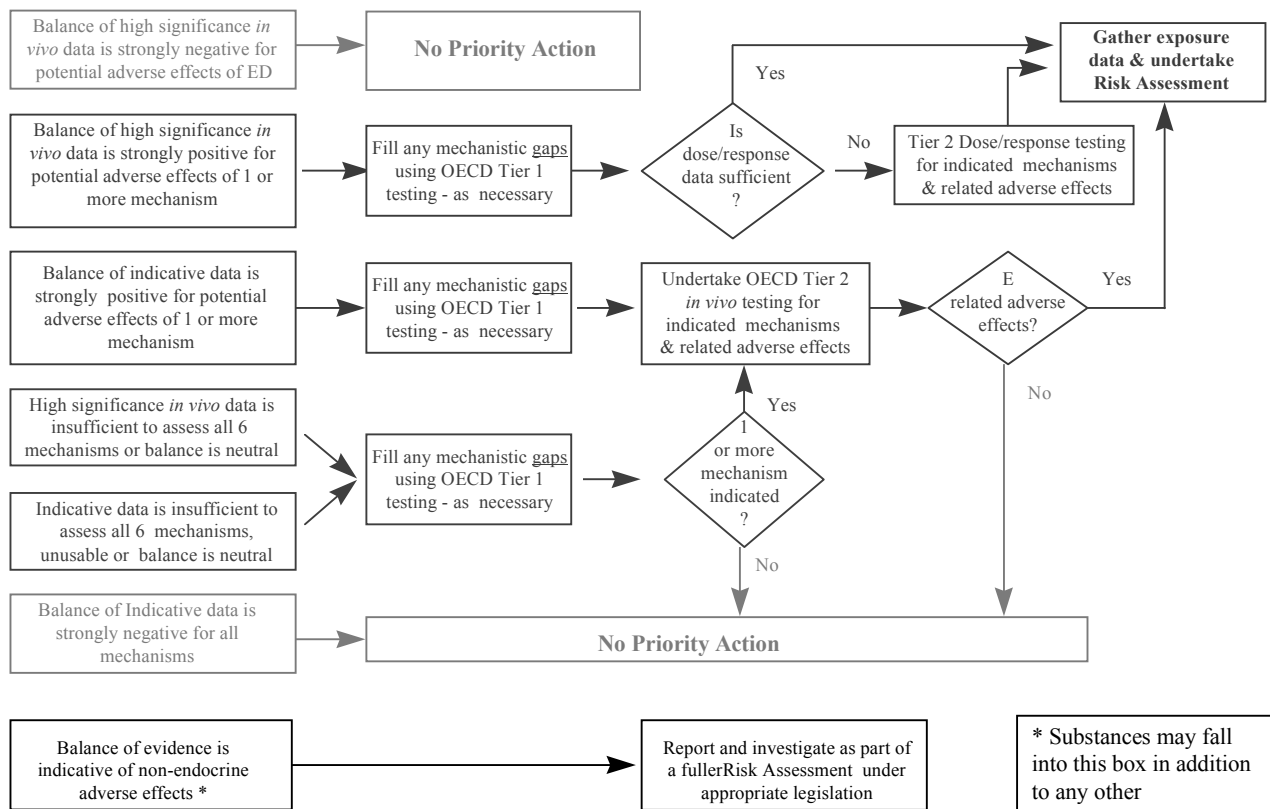 Balance of high significance in
vivo data is strongly negative for
potential adverse effects of ED
No Priority Action
Yes
Gather exposure
data & undertake
Risk Assessment
Balance of high significance in
vivo data is strongly positive for
potential adverse effects of 1
or more mechanism
Fill any mechanistic gaps
using OECD Tier 1
testing - as necessary
Is
dose/response
data sufficient
?
No
Tier 2 Dose/response testing
for indicated mechanisms
& related adverse effects
Balance of indicative data is
strongly positive for potential
adverse effects of 1 or more
mechanism
Fill any mechanistic gaps
using OECD Tier 1
testing - as necessary
Undertake OECD Tier 2
in vivo testing for
indicated mechanisms
& related adverse effects
E
related adverse
effects?
Yes
No
High significance in vivo data is
insufficient to assess all 6
mechanisms or balance is neutral
Indicative data is insufficient to
assess all 6 mechanisms,
unusable or balance is neutral
Fill any mechanistic gaps
using OECD Tier 1
testing - as necessary
Yes
1
or more
mechanism
indicated
?
No
Balance of Indicative data is
strongly negative for all
mechanisms
No Priority Action
Balance of evidence is
indicative of non-endocrine
adverse effects *
Report and investigate as part of
a fullerRisk Assessment under
appropriate legislation
* Substances may fall
into this box in addition
to any other